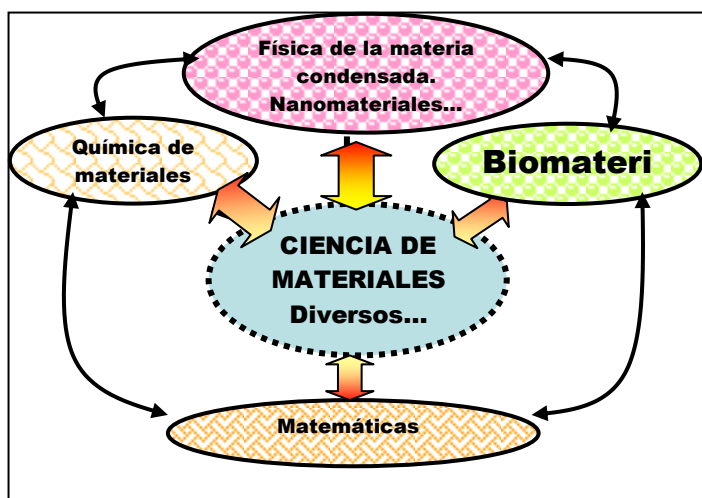 Física de la materia
condensada.
Nanomateriales...
Química de
materiales
Biomateri
CIENCIA DE
MATERIALES
Diversos...
Matemáticas